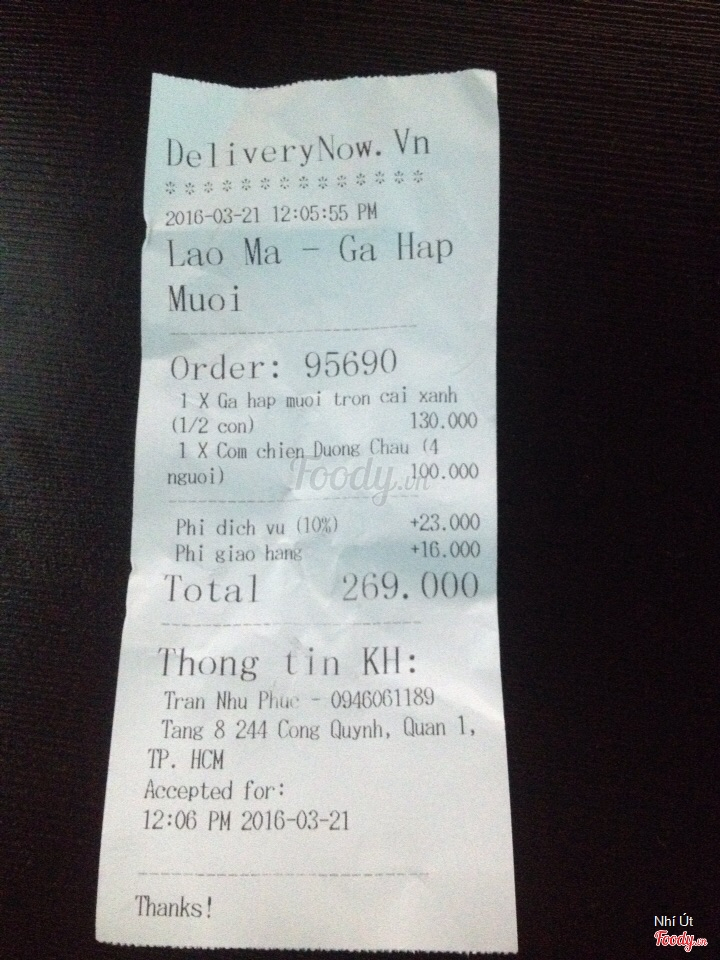 DeliveryNow.Vn
**************
2016-03-21 12:05:55 PM
Lao Ma - Ga Hap
Muoi
Order: 95690
1 X Ga hap muoi tron cai xanh
(1/2 con) 130.000
1 X Com chien Duong Chau (4
nguoi) 100.000
Foody.vn
Phi dich vu (10%) +23.000
Phi giao hang +16.000
Total 269.000
Thong tin KH:
Tran Nhu Phuc - 0946061189
Tang 8 244 Cong Quynh, Quan 1,
TP. HCM
Accepted for:
12:06 PM 2016-03-21
Thanks!
Nhí Út
Foody.vn